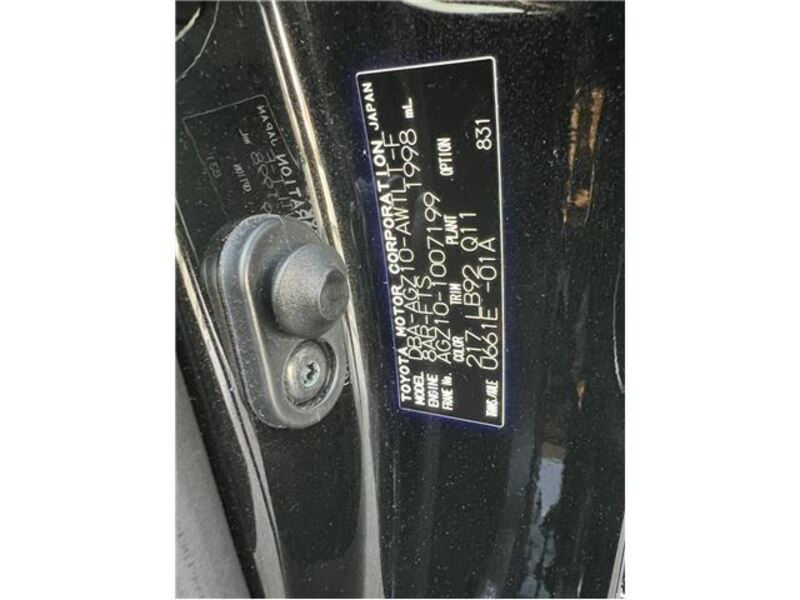 TOYOTA MOTOR CORPORATION JAPAN
MODEL DBA-AGZ10-AWTLT-F
ENGINE 8AR-FTS 1998 mL
FRAME No. AGZ10-1007199
COLOR TRIM PLANT OPTION
217 LB92 Q11 831
TRANS./AXLE U661E -01A